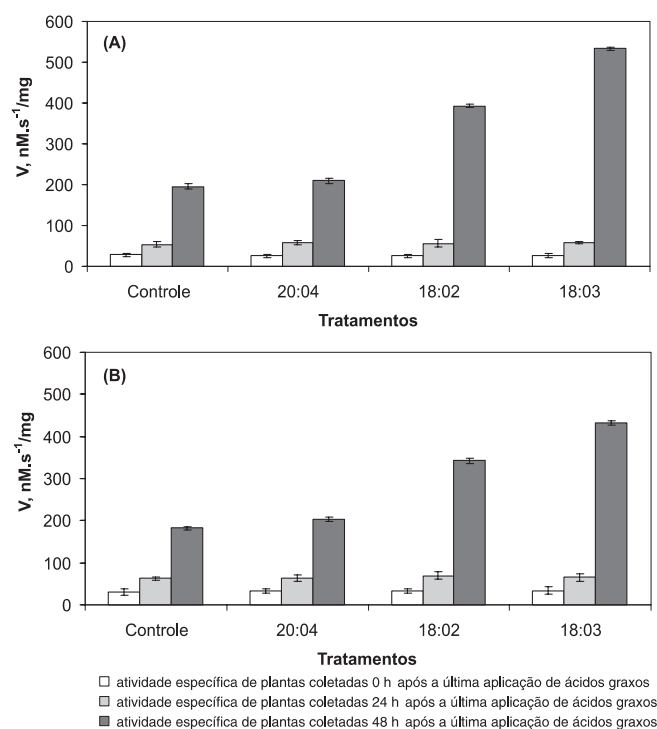 (A)
V, nM.s⁻¹/mg
600
500
400
300
200
100
0
Controle 20:04 18:02 18:03
Tratamentos
(B)
V, nM.s⁻¹/mg
600
500
400
300
200
100
0
Controle 20:04 18:02 18:03
Tratamentos
atividade específica de plantas coletadas 0 h após a última aplicação de ácidos graxos
atividade específica de plantas coletadas 24 h após a última aplicação de ácidos graxos
atividade específica de plantas coletadas 48 h após a última aplicação de ácidos graxos